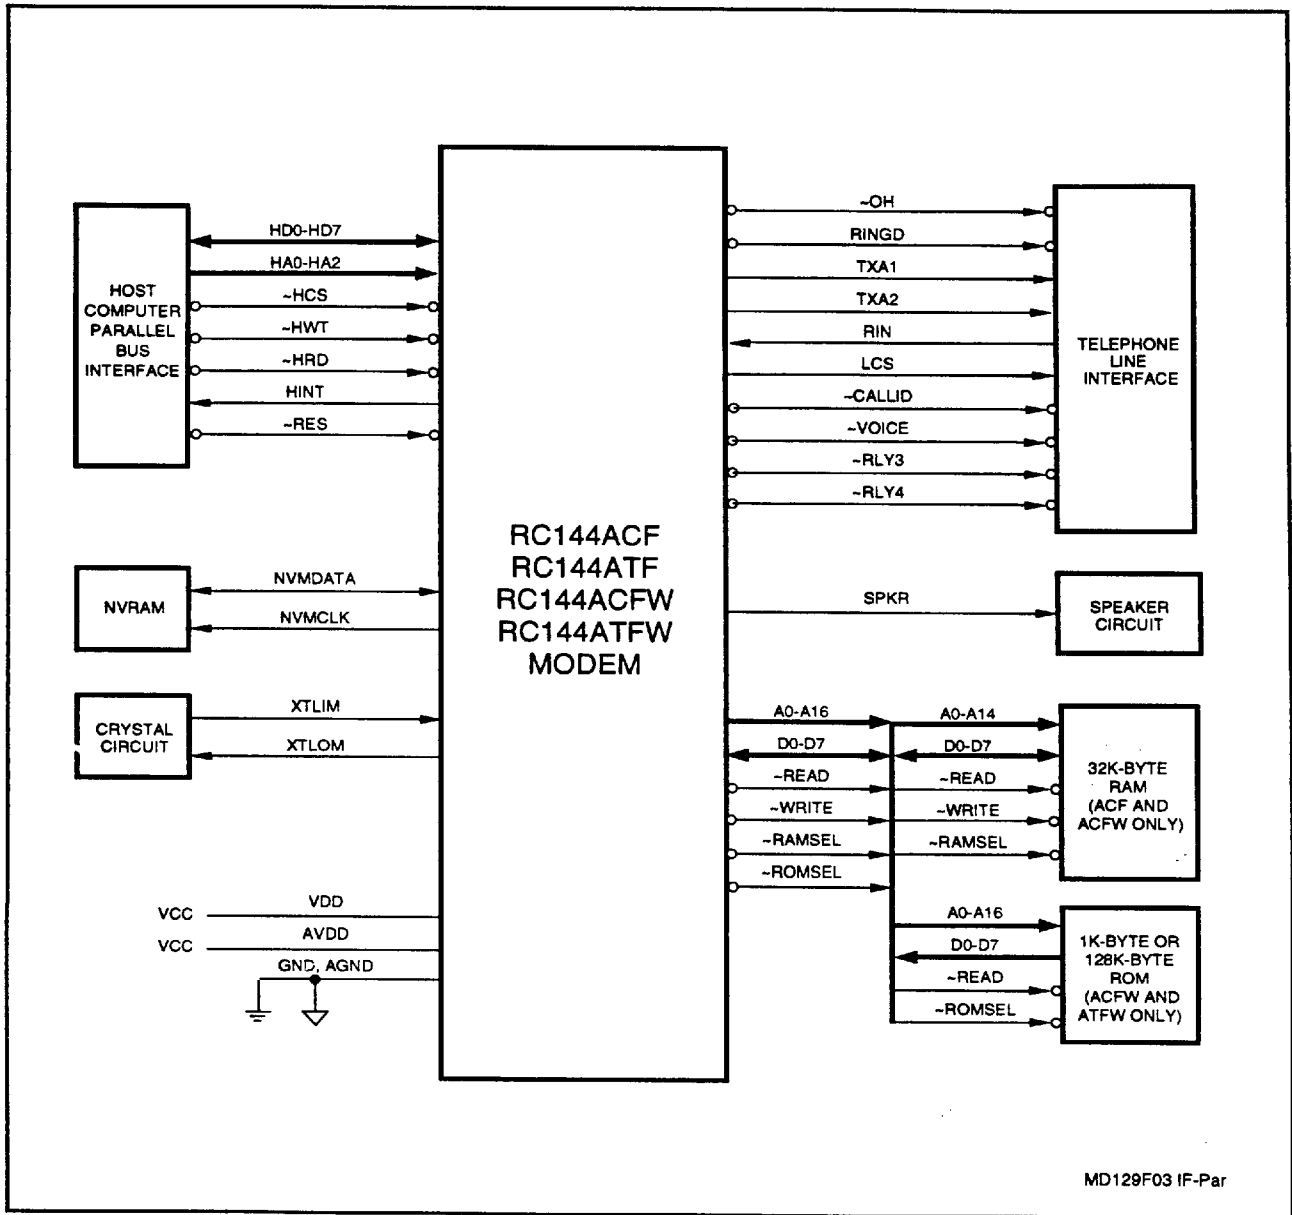 HOST
COMPUTER
PARALLEL
BUS
INTERFACE
HD0-HD7
HA0-HA2
~HCS
~HWT
~HRD
HINT
~RES
NVRAM
NVMDATA
NVMCLK
CRYSTAL
CIRCUIT
XTLIM
XTLOM
VCC
VDD
VCC
AVDD
GND, AGND
RC144ACF
RC144ATF
RC144ACFW
RC144ATFW
MODEM
~OH
RINGD
TXA1
TXA2
RIN
LCS
~CALLID
~VOICE
~RLY3
~RLY4
TELEPHONE
LINE
INTERFACE
SPKR
SPEAKER
CIRCUIT
A0-A16
D0-D7
~READ
~WRITE
~RAMSEL
~ROMSEL
A0-A14
D0-D7
~READ
~WRITE
~RAMSEL
32K-BYTE
RAM
(ACF AND
ACFW ONLY)
A0-A16
D0-D7
~READ
~ROMSEL
1K-BYTE OR
128K-BYTE
ROM
(ACFW AND
ATFW ONLY)
MD129F03 IF-Par